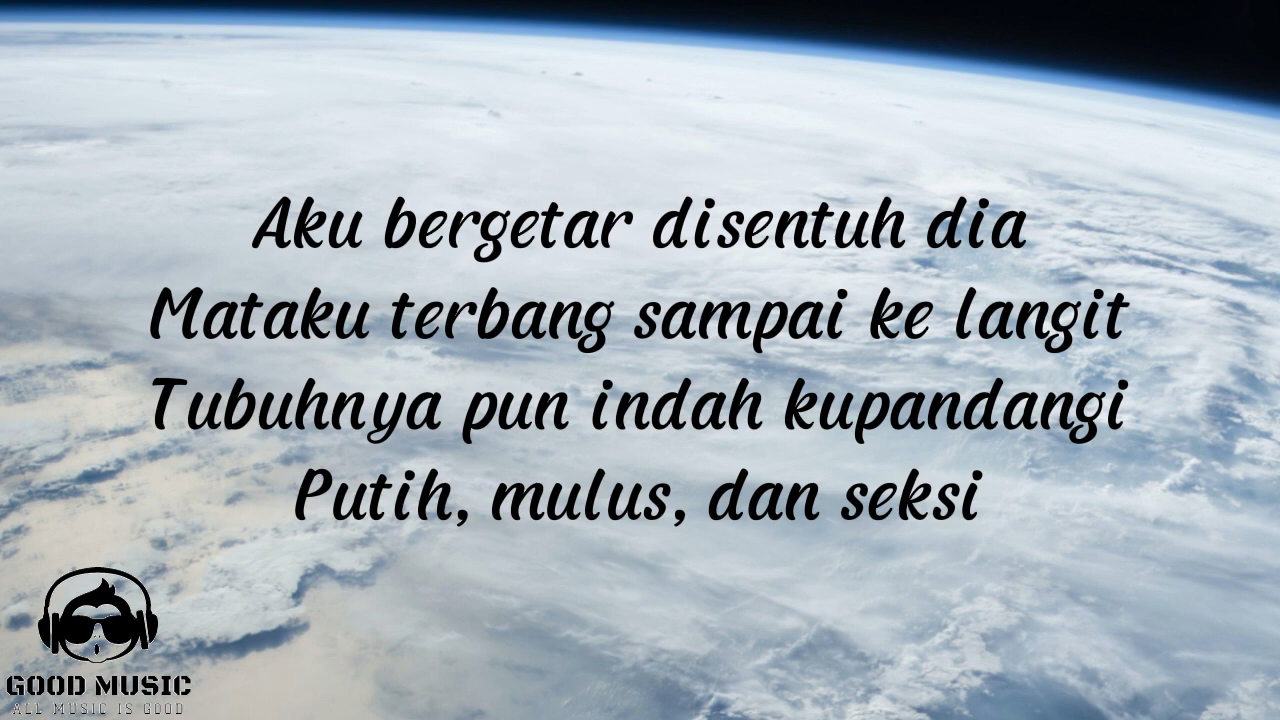 Aku bergetar disentuh dia
Mataku terbang sampai ke langit
Tubuhnya pun indah kupandangi
Putih, mulus, dan seksi
GOOD MUSIC
ALL MUSIC IS GOOD